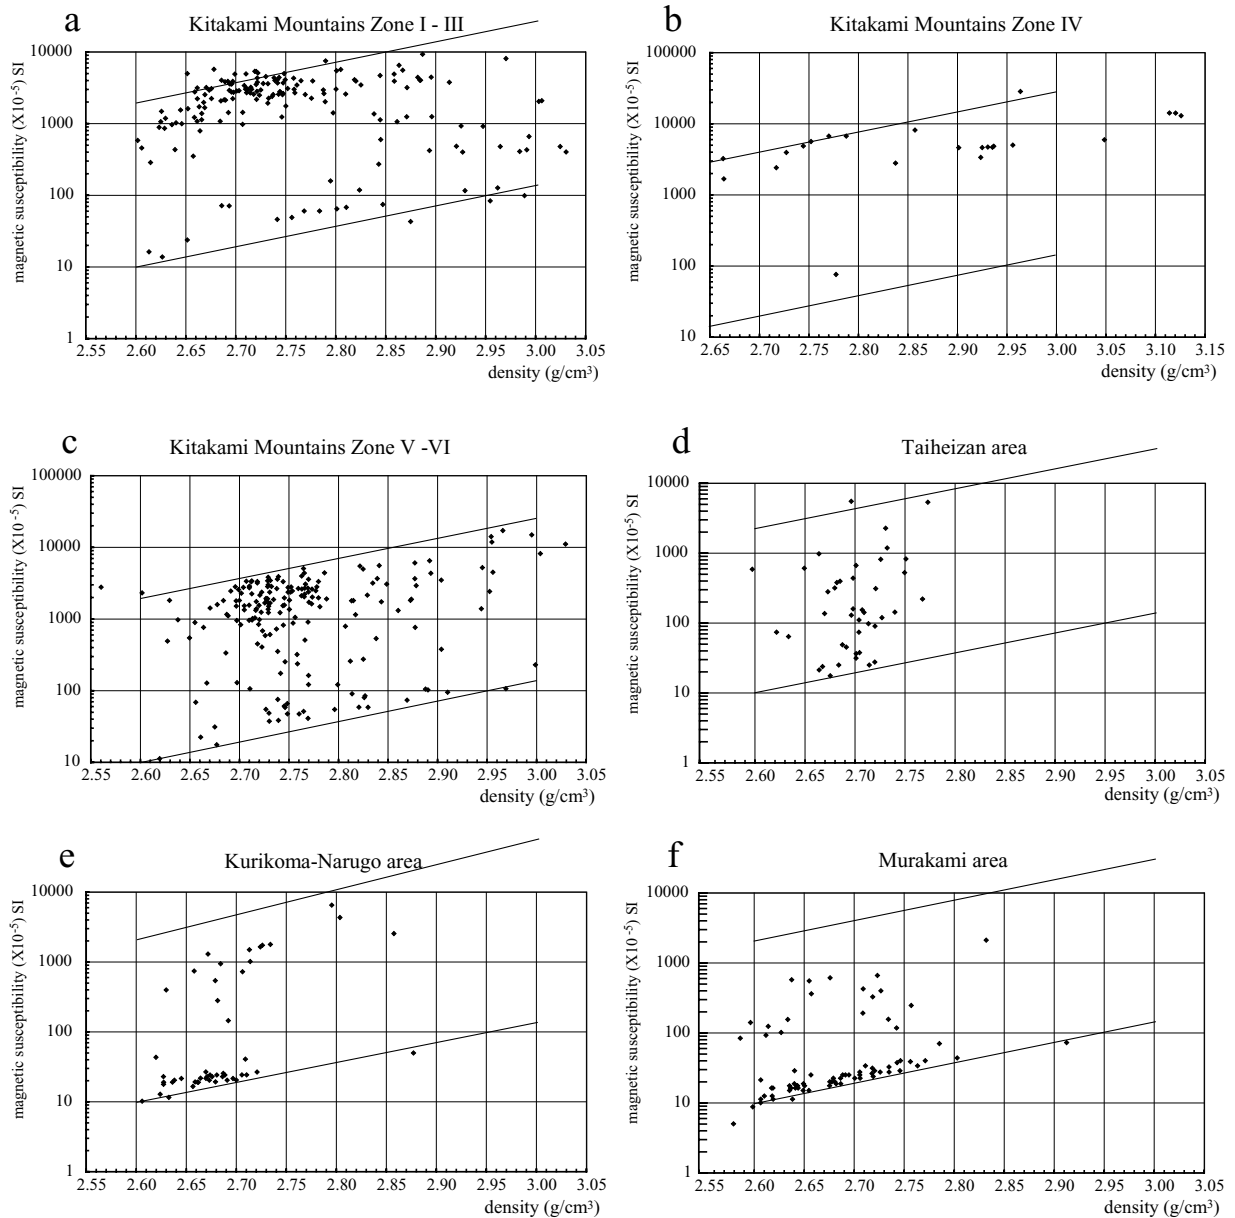 a
Kitakami Mountains Zone I - III
10000
1000
100
10
1
magnetic susceptibility (X10⁻⁵) SI
2.55 2.60 2.65 2.70 2.75 2.80 2.85 2.90 2.95 3.00 3.05
density (g/cm³)
b
Kitakami Mountains Zone IV
100000
10000
1000
100
10
magnetic susceptibility (X10⁻⁵) SI
2.65 2.70 2.75 2.80 2.85 2.90 2.95 3.00 3.05 3.10 3.15
density (g/cm³)
c
Kitakami Mountains Zone V -VI
100000
10000
1000
100
10
magnetic susceptibility (X10⁻⁵) SI
2.55 2.60 2.65 2.70 2.75 2.80 2.85 2.90 2.95 3.00 3.05
density (g/cm³)
d
Taiheizan area
10000
1000
100
10
1
magnetic susceptibility (X10⁻⁵) SI
2.55 2.60 2.65 2.70 2.75 2.80 2.85 2.90 2.95 3.00 3.05
density (g/cm³)
e
Kurikoma-Narugo area
10000
1000
100
10
1
magnetic susceptibility (X10⁻⁵) SI
2.55 2.60 2.65 2.70 2.75 2.80 2.85 2.90 2.95 3.00 3.05
density (g/cm³)
f
Murakami area
10000
1000
100
10
1
magnetic susceptibility (X10⁻⁵) SI
2.55 2.60 2.65 2.70 2.75 2.80 2.85 2.90 2.95 3.00 3.05
density (g/cm³)